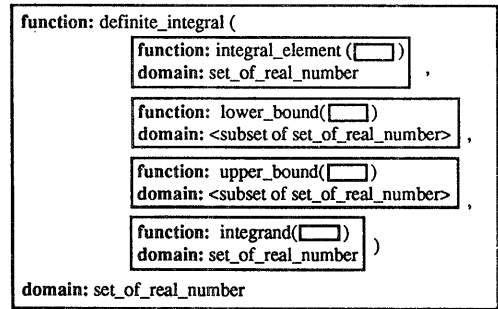 function: definite_integral (
function: integral_element ( )
domain: set_of_real_number ,
function: lower_bound( )
domain: <subset of set_of_real_number> ,
function: upper_bound( )
domain: <subset of set_of_real_number> ,
function: integrand( )
domain: set_of_real_number )
domain: set_of_real_number